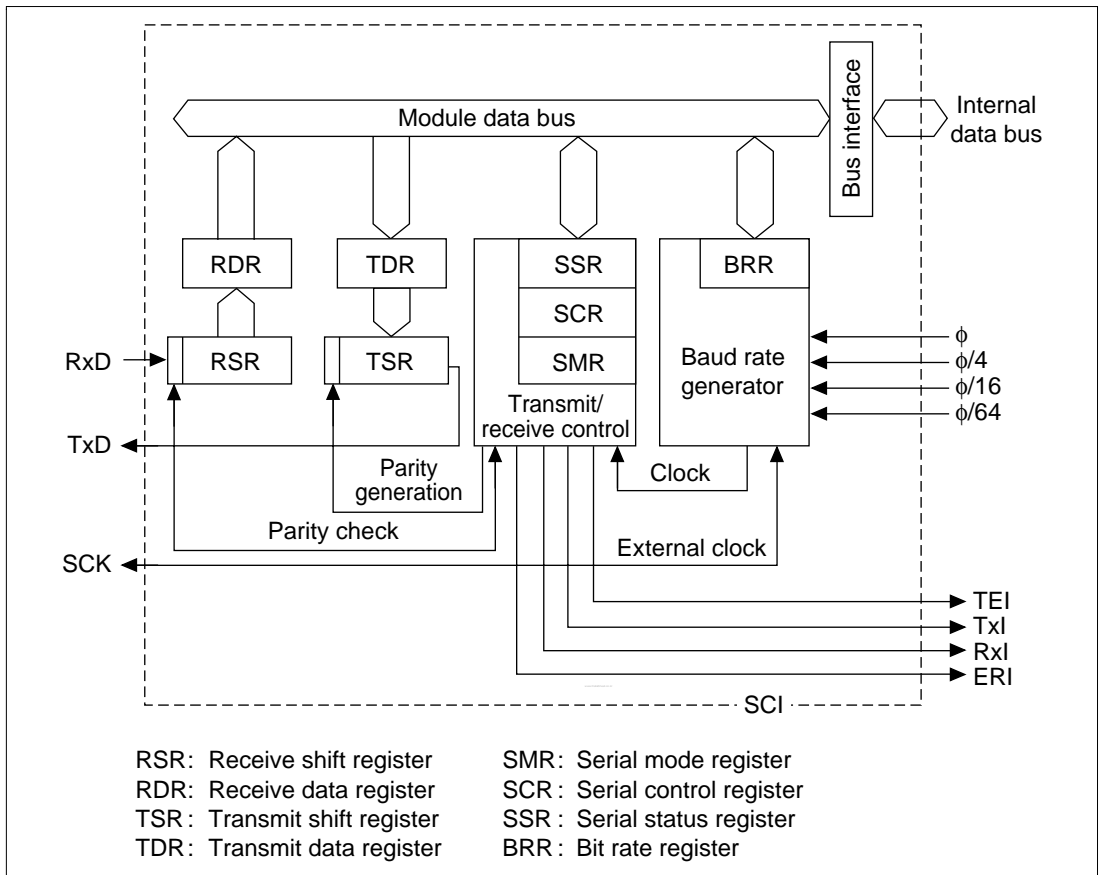 Module data bus
Bus interface
Internal
data bus
RDR
TDR
SSR
BRR
SCR
RxD
RSR
TSR
SMR
Baud rate
generator
ϕ
ϕ/4
ϕ/16
ϕ/64
Transmit/
receive control
TxD
Parity
generation
Clock
Parity check
External clock
SCK
TEI
TxI
RxI
ERI
SCI
RSR: Receive shift register
RDR: Receive data register
TSR: Transmit shift register
TDR: Transmit data register
SMR: Serial mode register
SCR: Serial control register
SSR: Serial status register
BRR: Bit rate register